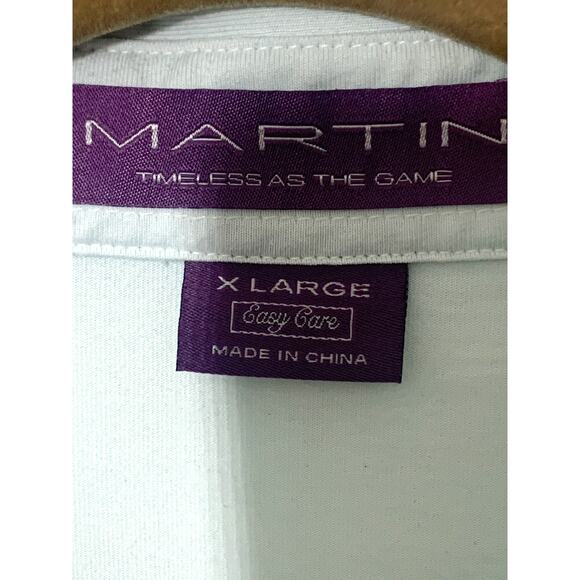 MARTIN
TIMELESS AS THE GAME
X LARGE
Easy Care
MADE IN CHINA